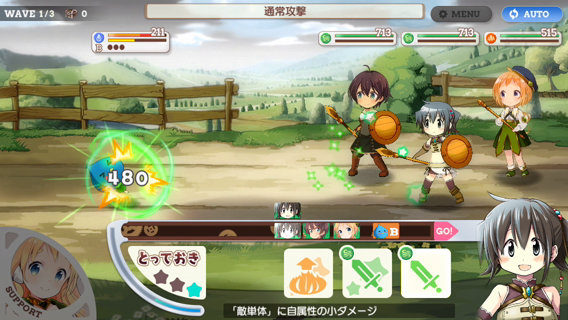 WAVE 1/3 0
通常攻撃
MENU
AUTO
211
B
713
713
515
480
B
GO!
とっておき
「敵単体」に自属性の小ダメージ
SUPPORT